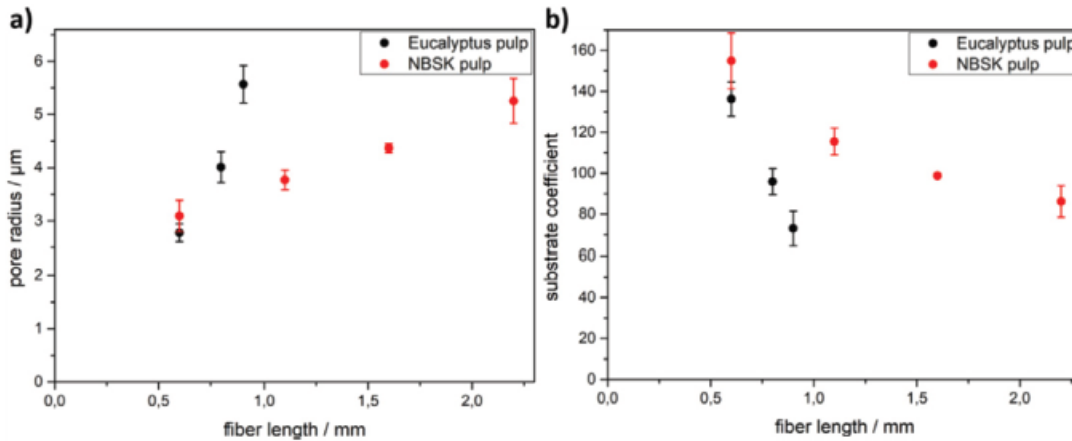 a)
Eucalyptus pulp
NBSK pulp
pore radius / µm
6
5
4
3
2
1
0
0,0 0,5 1,0 1,5 2,0
fiber length / mm
b)
Eucalyptus pulp
NBSK pulp
substrate coefficient
160
140
120
100
80
60
40
20
0
0,0 0,5 1,0 1,5 2,0
fiber length / mm